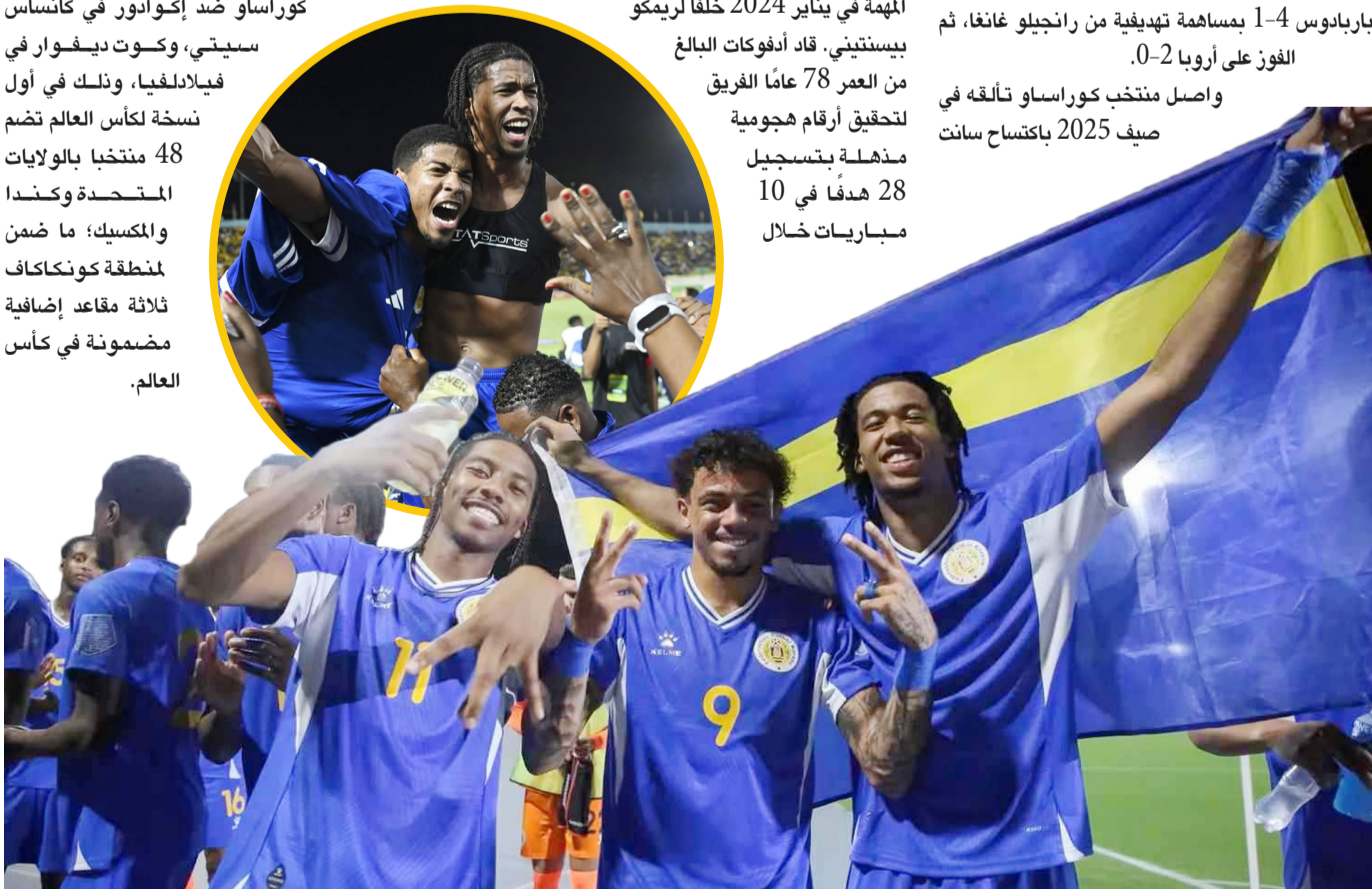 باربادوس 4-1 بمساهمة تهديفية من رانجيلو غانغا، ثم
الفوز على أروبا 2-0.
واصل منتخب كوراساو تألقه في
صيف 2025 باكتساح سانت
المهمة في يناير 2024 خلفًا لريمكو
بيسنتيني. قاد أدفوكات البالغ
من العمر 78 عامًا الفريق
لتحقيق أرقام هجومية
مذهلة بتسجيل
28 هدفًا في 10
مباريات خلال
كوراساو ضد إكوادور في كانساس
سيتي، وكوت ديفوار في
فيلادلفيا، وذلك في أول
نسخة لكأس العالم تضم
48 منتخبا بالولايات
المتحدة وكندا
والمكسيك؛ ما ضمن
لمنطقة كونكاكاف
ثلاثة مقاعد إضافية
مضمونة في كأس
العالم.
STATSports
11
9
KELME
16